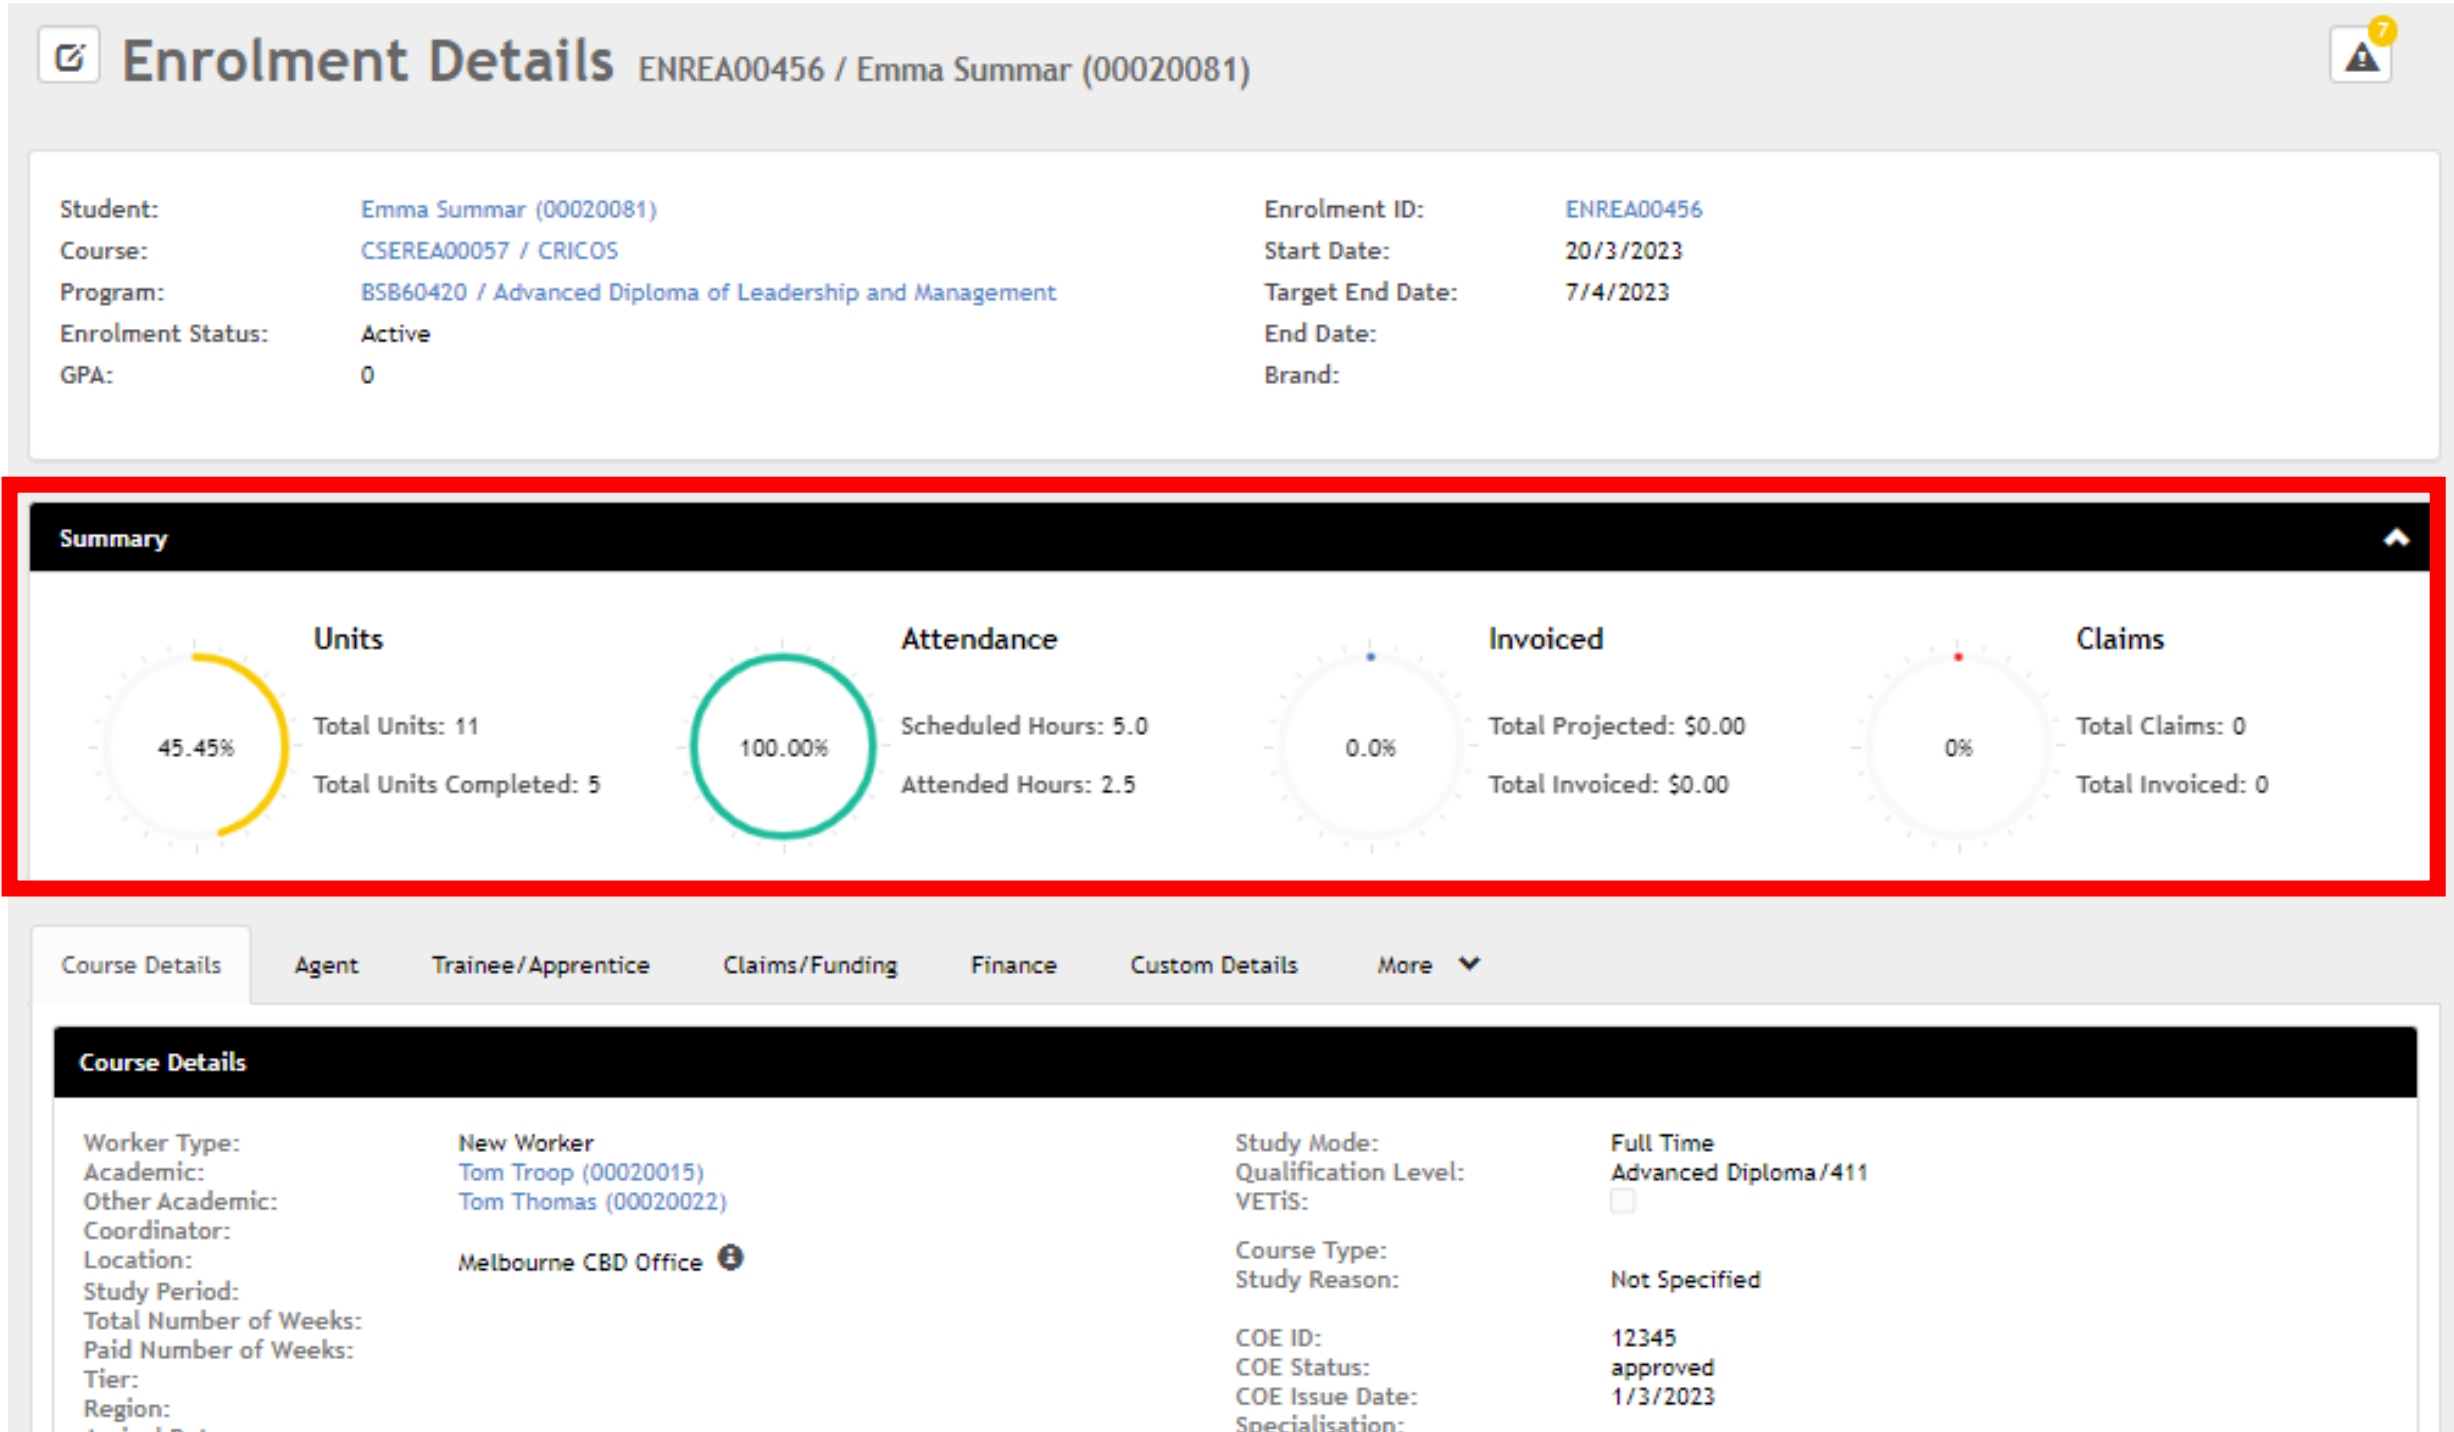 Enrolment Details ENREA00456 / Emma Summar (00020081)
7
Student: Emma Summar (00020081)
Course: CSEREA00057 / CRICOS
Program: BSB60420 / Advanced Diploma of Leadership and Management
Enrolment Status: Active
GPA: 0
Enrolment ID: ENREA00456
Start Date: 20/3/2023
Target End Date: 7/4/2023
End Date:
Brand:
Summary
45.45%
Units
Total Units: 11
Total Units Completed: 5
100.00%
Attendance
Scheduled Hours: 5.0
Attended Hours: 2.5
0.0%
Invoiced
Total Projected: $0.00
Total Invoiced: $0.00
0%
Claims
Total Claims: 0
Total Invoiced: 0
Course Details Agent Trainee/Apprentice Claims/Funding Finance Custom Details More
Course Details
Worker Type: New Worker
Academic: Tom Troop (00020015)
Other Academic: Tom Thomas (00020022)
Coordinator:
Location: Melbourne CBD Office
Study Period:
Total Number of Weeks:
Paid Number of Weeks:
Tier:
Region:
Study Mode: Full Time
Qualification Level: Advanced Diploma/411
VETiS:
Course Type:
Study Reason: Not Specified
COE ID: 12345
COE Status: approved
COE Issue Date: 1/3/2023
Specialisation: